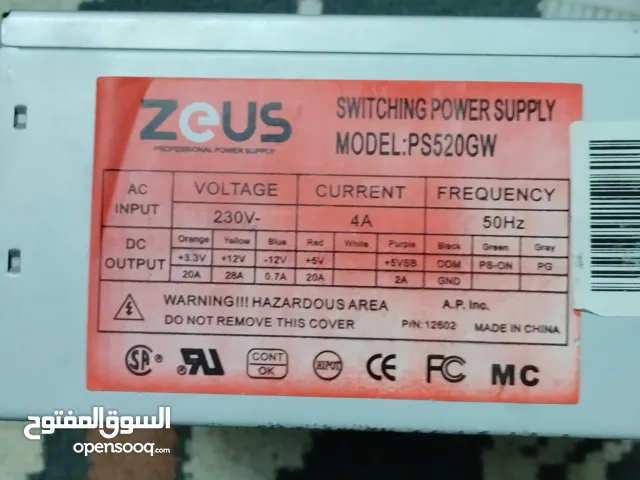 ZEUS
PROFESSIONAL POWER SUPPLY
SWITCHING POWER SUPPLY
MODEL:PS520GW
AC INPUT VOLTAGE CURRENT FREQUENCY
230V- 4A 50Hz
DC OUTPUT Orange Yellow Blue Red White Purple Black Green Gray
+3.3V +12V -12V +5V +5VSB COM PS-ON PG
20A 28A 0.7A 20A 2A GND
WARNING!!! HAZARDOUS AREA
DO NOT REMOVE THIS COVER
A.P. Inc.
P/N:12602 MADE IN CHINA
SA
UR
CONT OK
HIPOT
CE FC MC
السوق المفتوح
opensooq.com